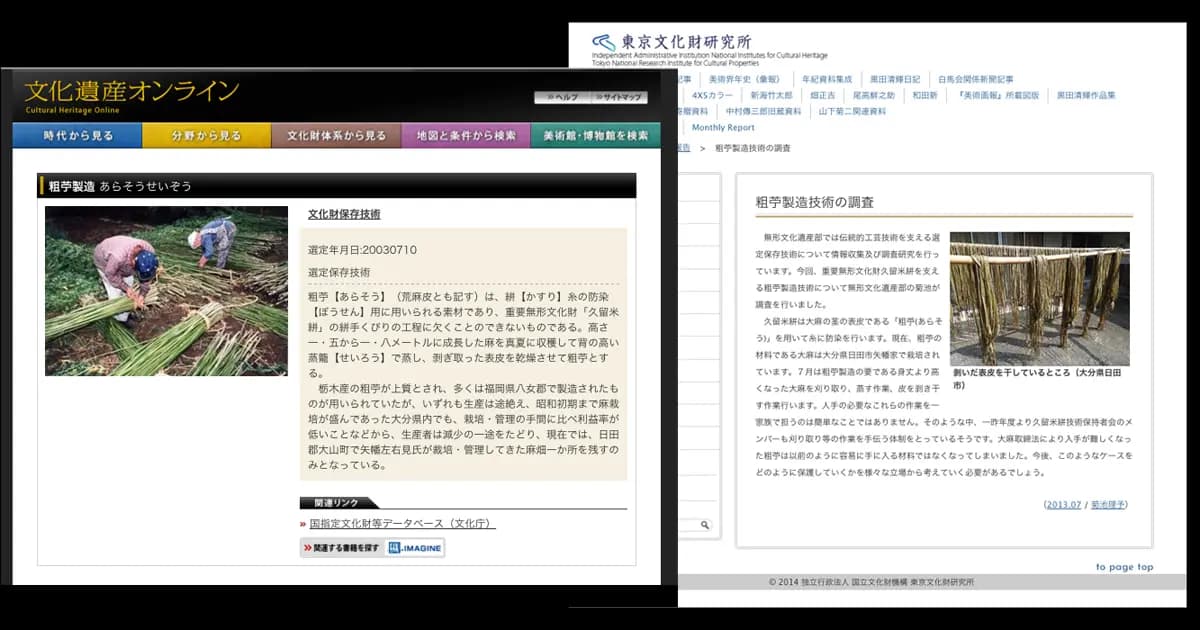 文化遺産オンライン
Cultural Heritage Online
ヘルプ
サイトマップ
時代から見る
分野から見る
文化財体系から見る
地図と条件から検索
美術館・博物館を検索
粗苧製造 あらそうせいぞう
文化財保存技術
選定年月日:20030710
選定保存技術
粗苧【あらそう】（荒麻皮とも記す）は、絣【かすり】糸の防染
【ぼうせん】用に用いられる素材であり、重要無形文化財「久留米
絣」の絣手くびりの工程に欠くことのできないものである。高さ
一・五から一・八メートルに成長した麻を真夏に収穫して背の高い
蒸籠【せいろう】で蒸し、剥ぎ取った表皮を乾燥させて粗苧とす
る。
栃木産の粗苧が上質とされ、多くは福岡県八女郡で製造されたも
のが用いられていたが、いずれも生産は途絶え、昭和初期まで麻栽
培が盛んであった大分県内でも、栽培・管理の手間に比べ利益率が
低いことなどから、生産者は減少の一途をたどり、現在では、日田
郡大山町で矢幡左右見氏が栽培・管理してきた麻畑一か所を残すの
みとなっている。
関連リンク
国指定文化財等データベース（文化庁）
関連する書籍を探す
.IMAGINE
東京文化財研究所
Independent Administrative Institution National Institutes for Cultural Heritage
Tokyo National Research Institute for Cultural Properties
記事
美術界年史（彙報）
年紀資料集成
黒田清輝日記
白馬会関係新聞記事
4X5カラー
新海竹太郎
畑正吉
尾高鮮之助
和田新
『美術画報』所載図版
黒田清輝作品集
寄贈資料
中村傳三郎旧蔵資料
山下菊二関連資料
Monthly Report
報告 > 粗苧製造技術の調査
粗苧製造技術の調査
無形文化遺産部では伝統的工芸技術を支える選
定保存技術について情報収集及び調査研究を行っ
ています。今回、重要無形文化財久留米絣を支え
る粗苧製造技術について無形文化遺産部の菊池が
調査を行いました。
久留米絣は大麻の茎の表皮である「粗苧(あらそ
う)」を用いて糸に防染を行います。現在、粗苧の
材料である大麻は大分県日田市矢幡家で栽培され
ています。７月は粗苧製造の要である身丈より高
くなった大麻を刈り取り、蒸す作業、皮を剥き干
す作業行います。人手の必要なこれらの作業を一
家族で担うのは簡単なことではありません。そのような中、一昨年度より久留米絣技術保持者会のメ
ンバーも刈り取り等の作業を手伝う体制をとっているそうです。大麻取締法により入手が難しくなっ
た粗苧は以前のように容易に手に入る材料ではなくなってしまいました。今後、このようなケースを
どのように保護していくかを様々な立場から考えていく必要があるでしょう。
剥いだ表皮を干しているところ（大分県日田
市）
(2013.07 / 菊池理予)
to page top
© 2014 独立行政法人 国立文化財機構 東京文化財研究所